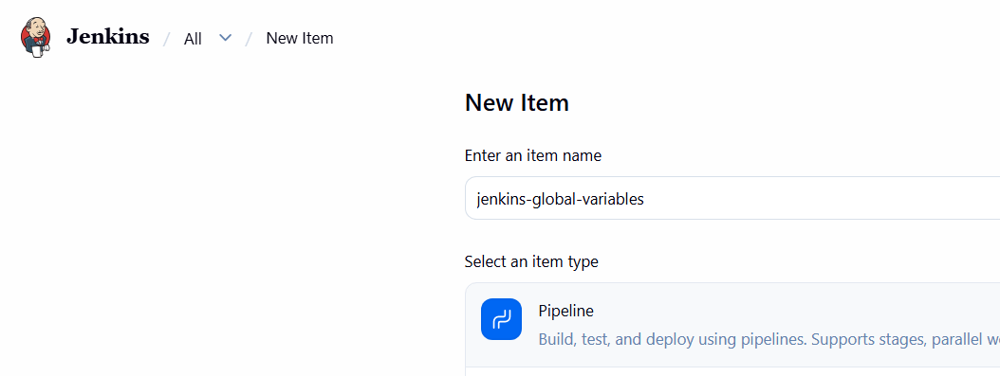 Jenkins / All / New Item
New Item
Enter an item name
jenkins-global-variables
Select an item type
Pipeline
Build, test, and deploy using pipelines. Supports stages, parallel